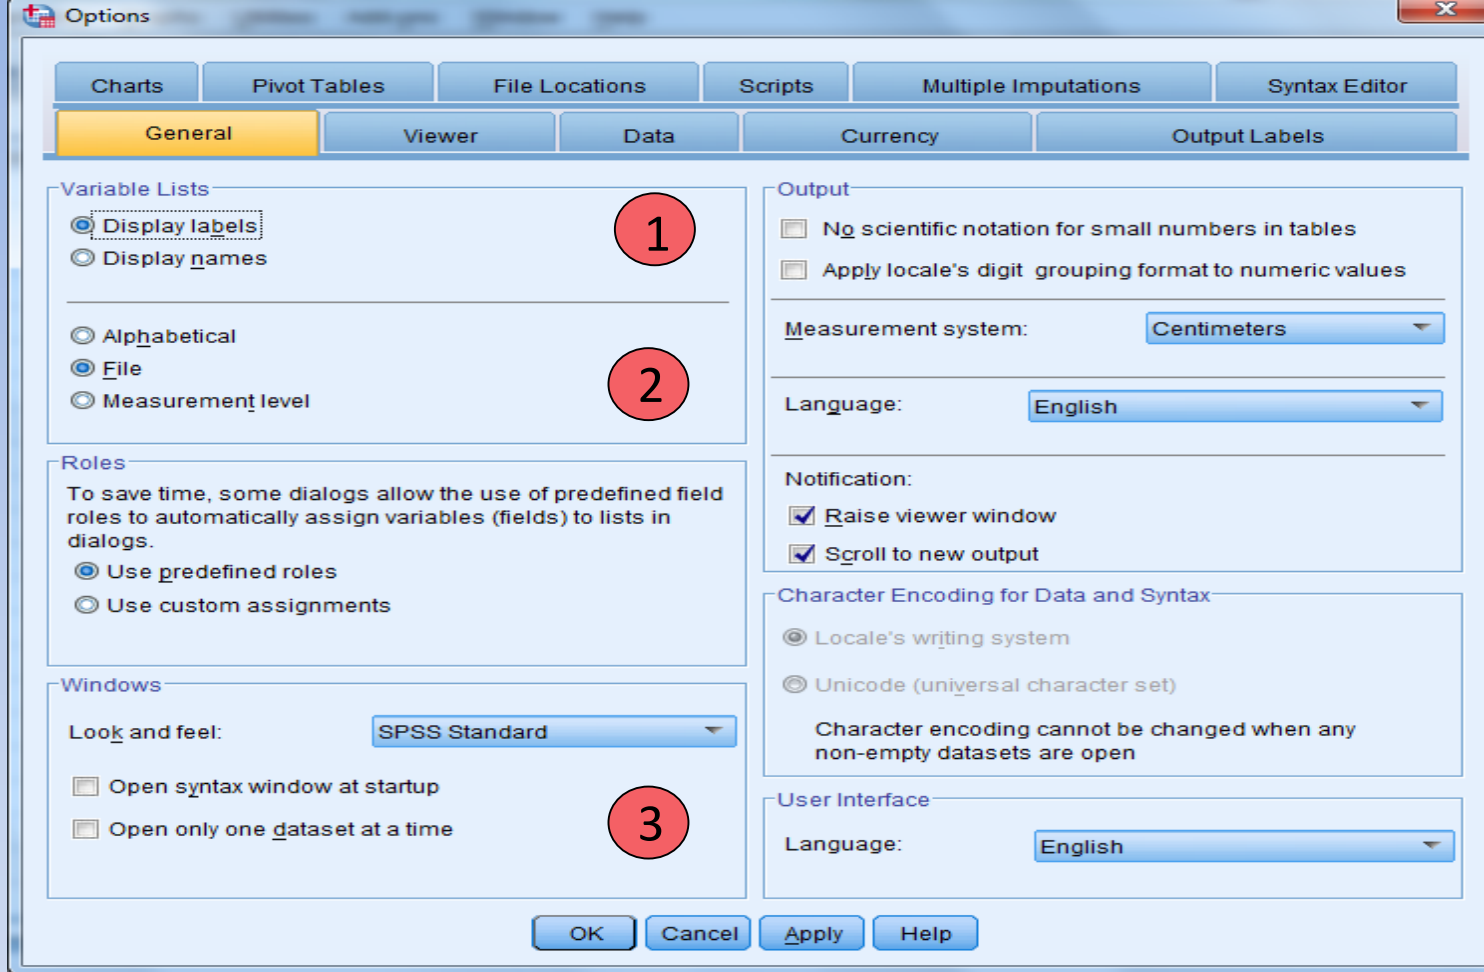 Options
Charts
Pivot Tables
File Locations
Scripts
Multiple Imputations
Syntax Editor
General
Viewer
Data
Currency
Output Labels
Variable Lists
Display labels
Display names
1
Alphabetical
File
Measurement level
2
Roles
To save time, some dialogs allow the use of predefined field
roles to automatically assign variables (fields) to lists in
dialogs.
Use predefined roles
Use custom assignments
Windows
Look and feel:
SPSS Standard
Open syntax window at startup
Open only one dataset at a time
3
Output
No scientific notation for small numbers in tables
Apply locale's digit grouping format to numeric values
Measurement system:
Centimeters
Language:
English
Notification:
Raise viewer window
Scroll to new output
Character Encoding for Data and Syntax
Locale's writing system
Unicode (universal character set)
Character encoding cannot be changed when any
non-empty datasets are open
User Interface
Language:
English
OK
Cancel
Apply
Help